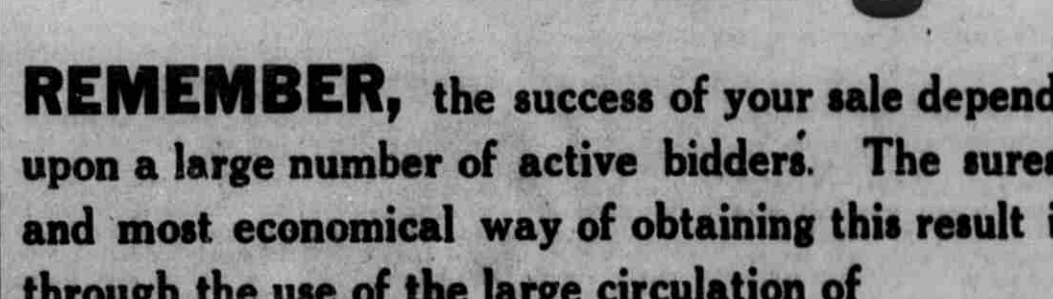 REMEMBER, the success of your sale depend
upon a large number of active bidders. The sures
and most economical way of obtaining this result i
through the use of the large circulation of